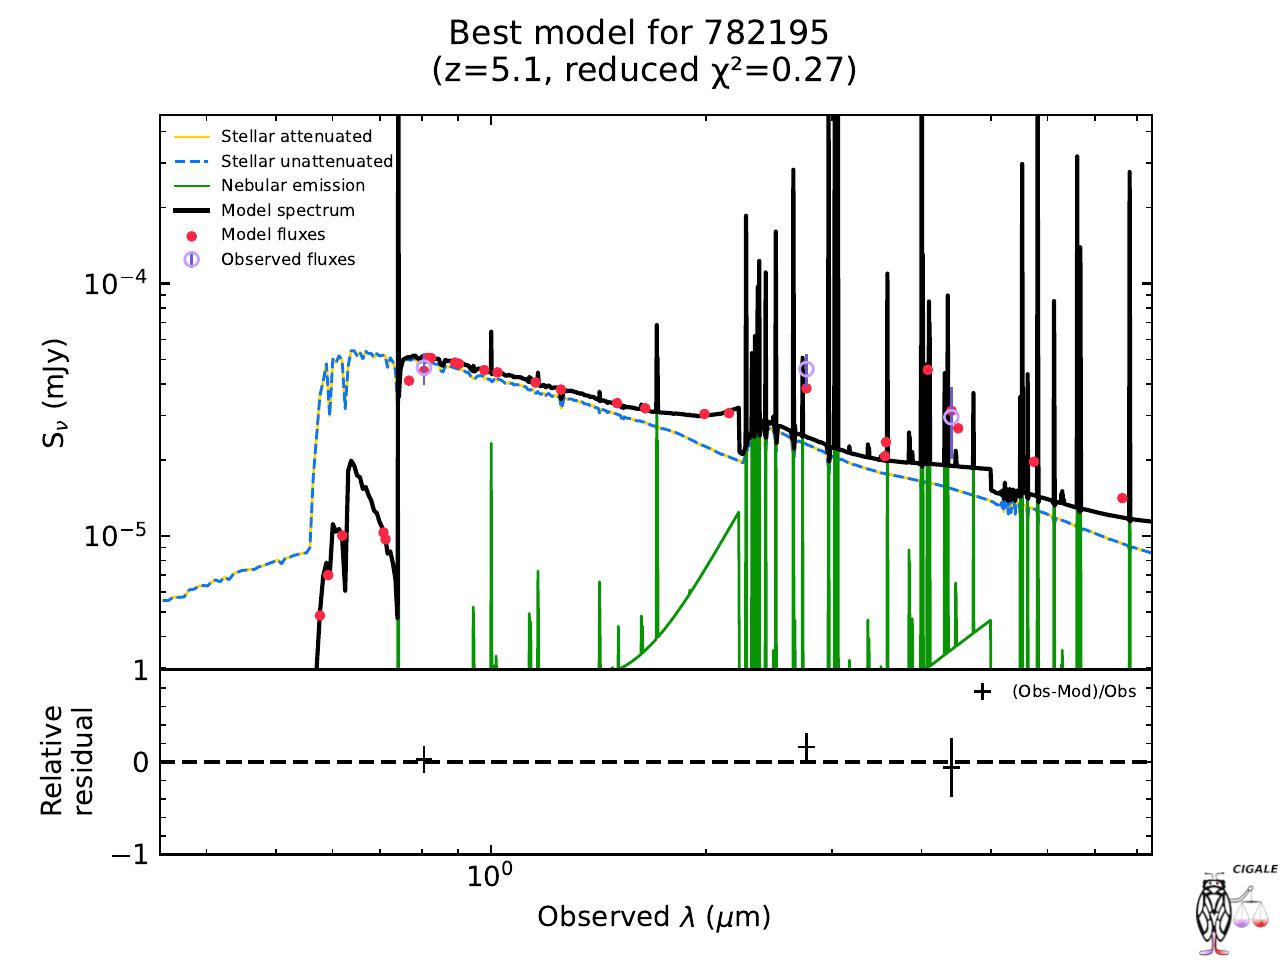 Best model for 782195
(z=5.1, reduced χ²=0.27)
Stellar attenuated
Stellar unattenuated
Nebular emission
Model spectrum
Model fluxes
Observed fluxes
10⁻⁴
10⁻⁵
S_ν (mJy)
1
0
−1
Relative
residual
(Obs-Mod)/Obs
10⁰
Observed λ (μm)
CIGALE